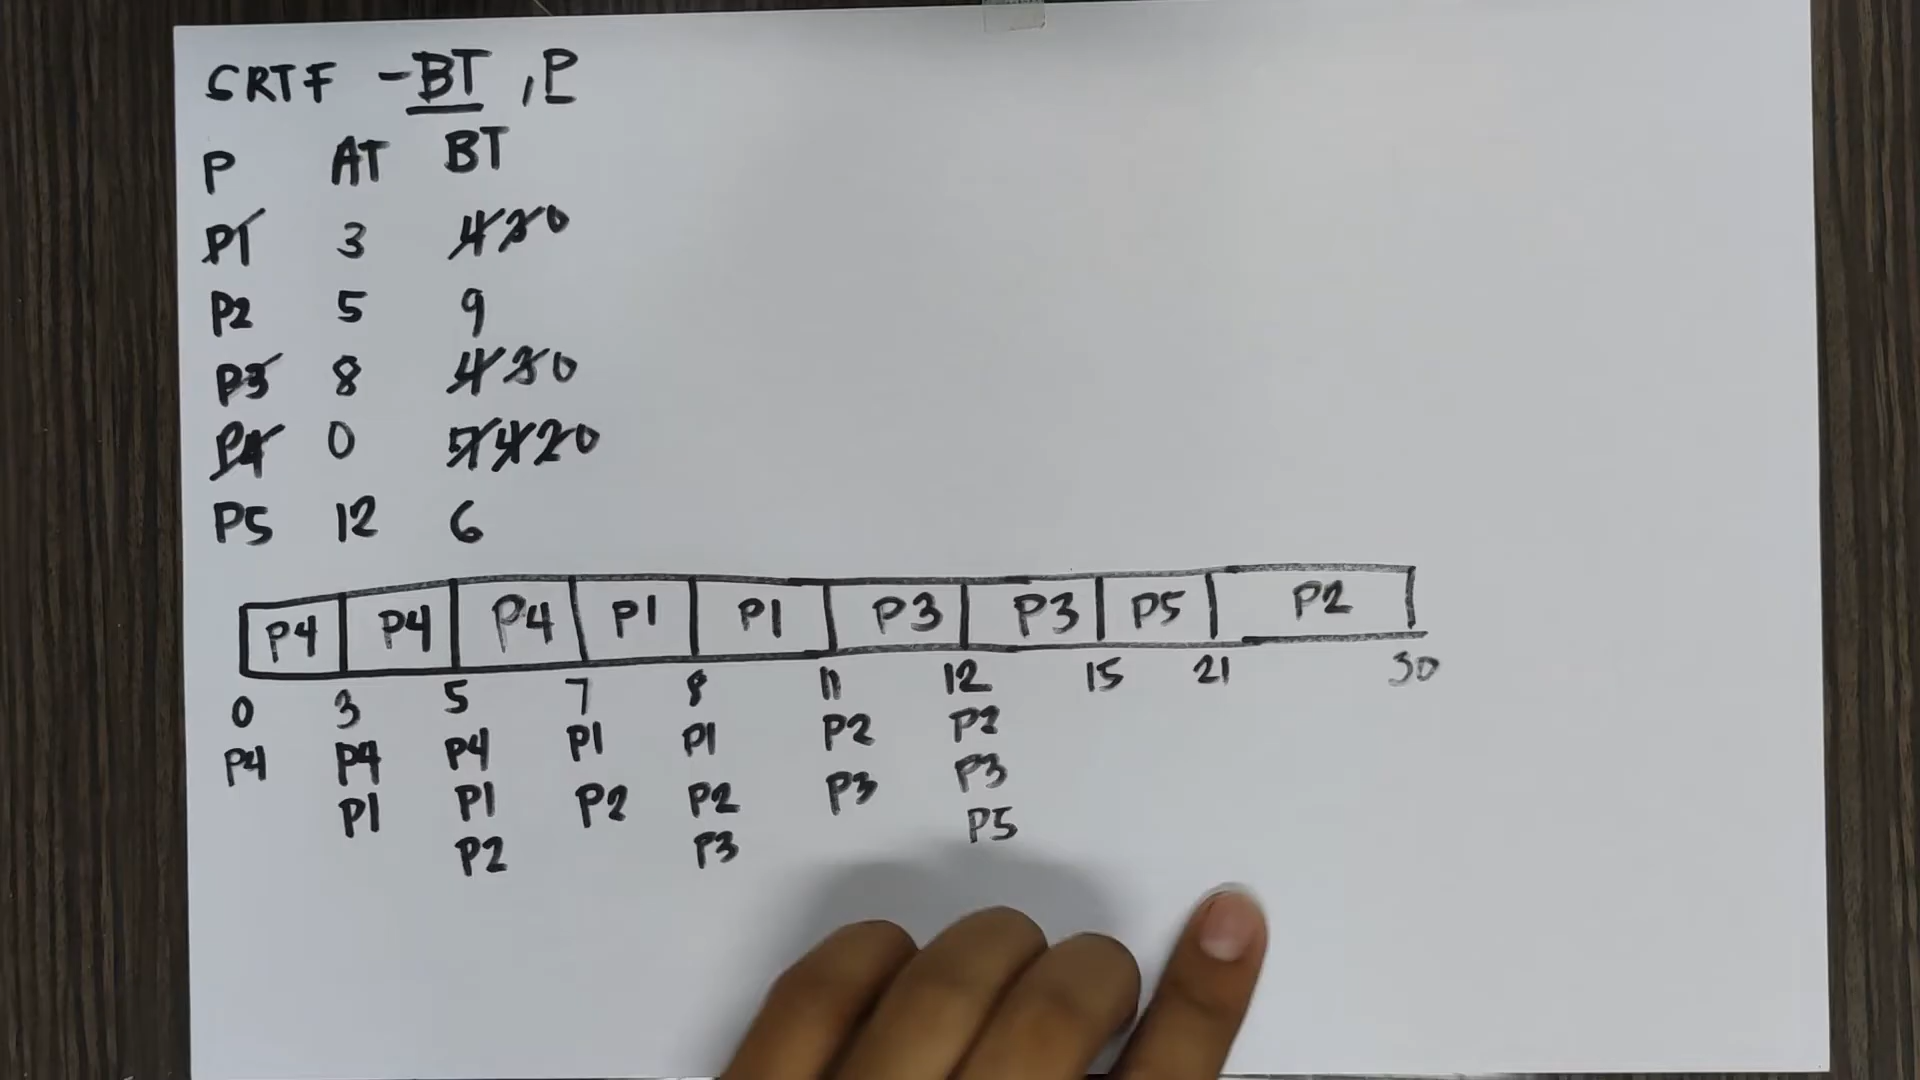 SRTF -BT , P
P AT BT
P1 3 4 3 0
P2 5 9
P3 8 4 3 0
P4 0 7 4 2 0
P5 12 6
P4 P4 P4 P1 P1 P3 P3 P5 P2
0 3 5 7 8 11 12 15 21 30
P4 P4 P4 P1 P1 P2 P2
P1 P1 P2 P2 P3 P3
P2 P3 P5